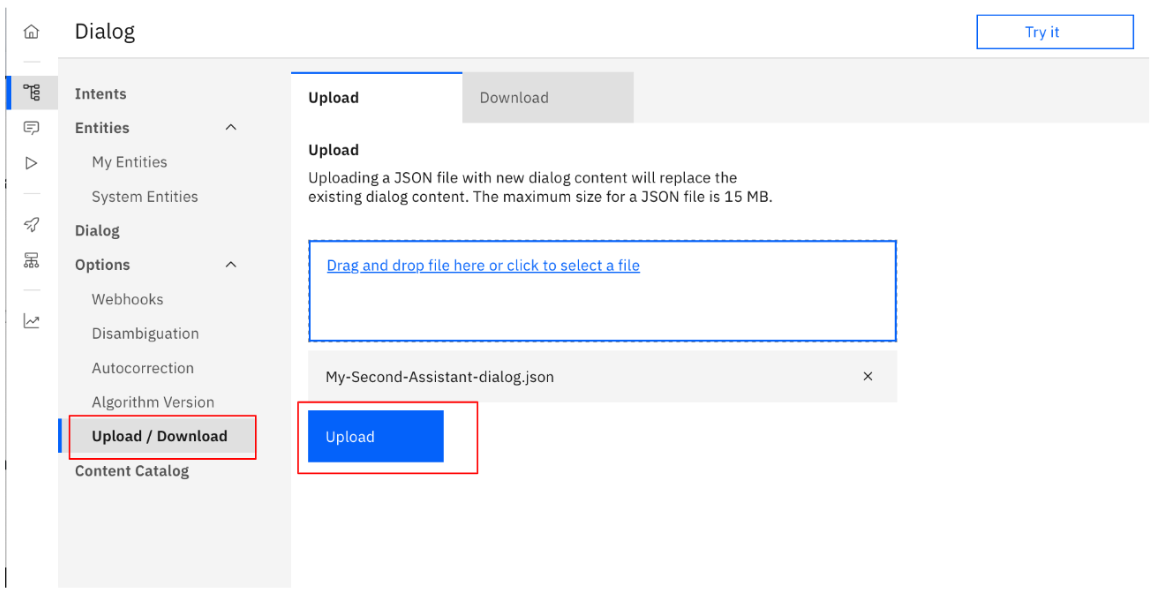 Dialog
Try it
Intents
Entities
My Entities
System Entities
Dialog
Options
Webhooks
Disambiguation
Autocorrection
Algorithm Version
Upload / Download
Content Catalog
Upload
Download
Upload
Uploading a JSON file with new dialog content will replace the
existing dialog content. The maximum size for a JSON file is 15 MB.
Drag and drop file here or click to select a file
My-Second-Assistant-dialog.json
Upload